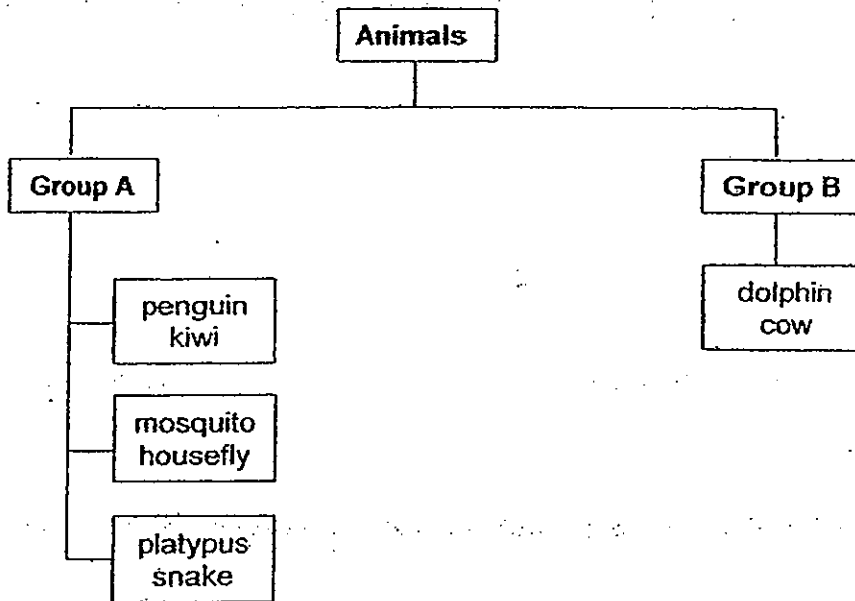 Animals
Group A
Group B
penguin
kiwi
dolphin
cow
mosquito
housefly
platypus
snake